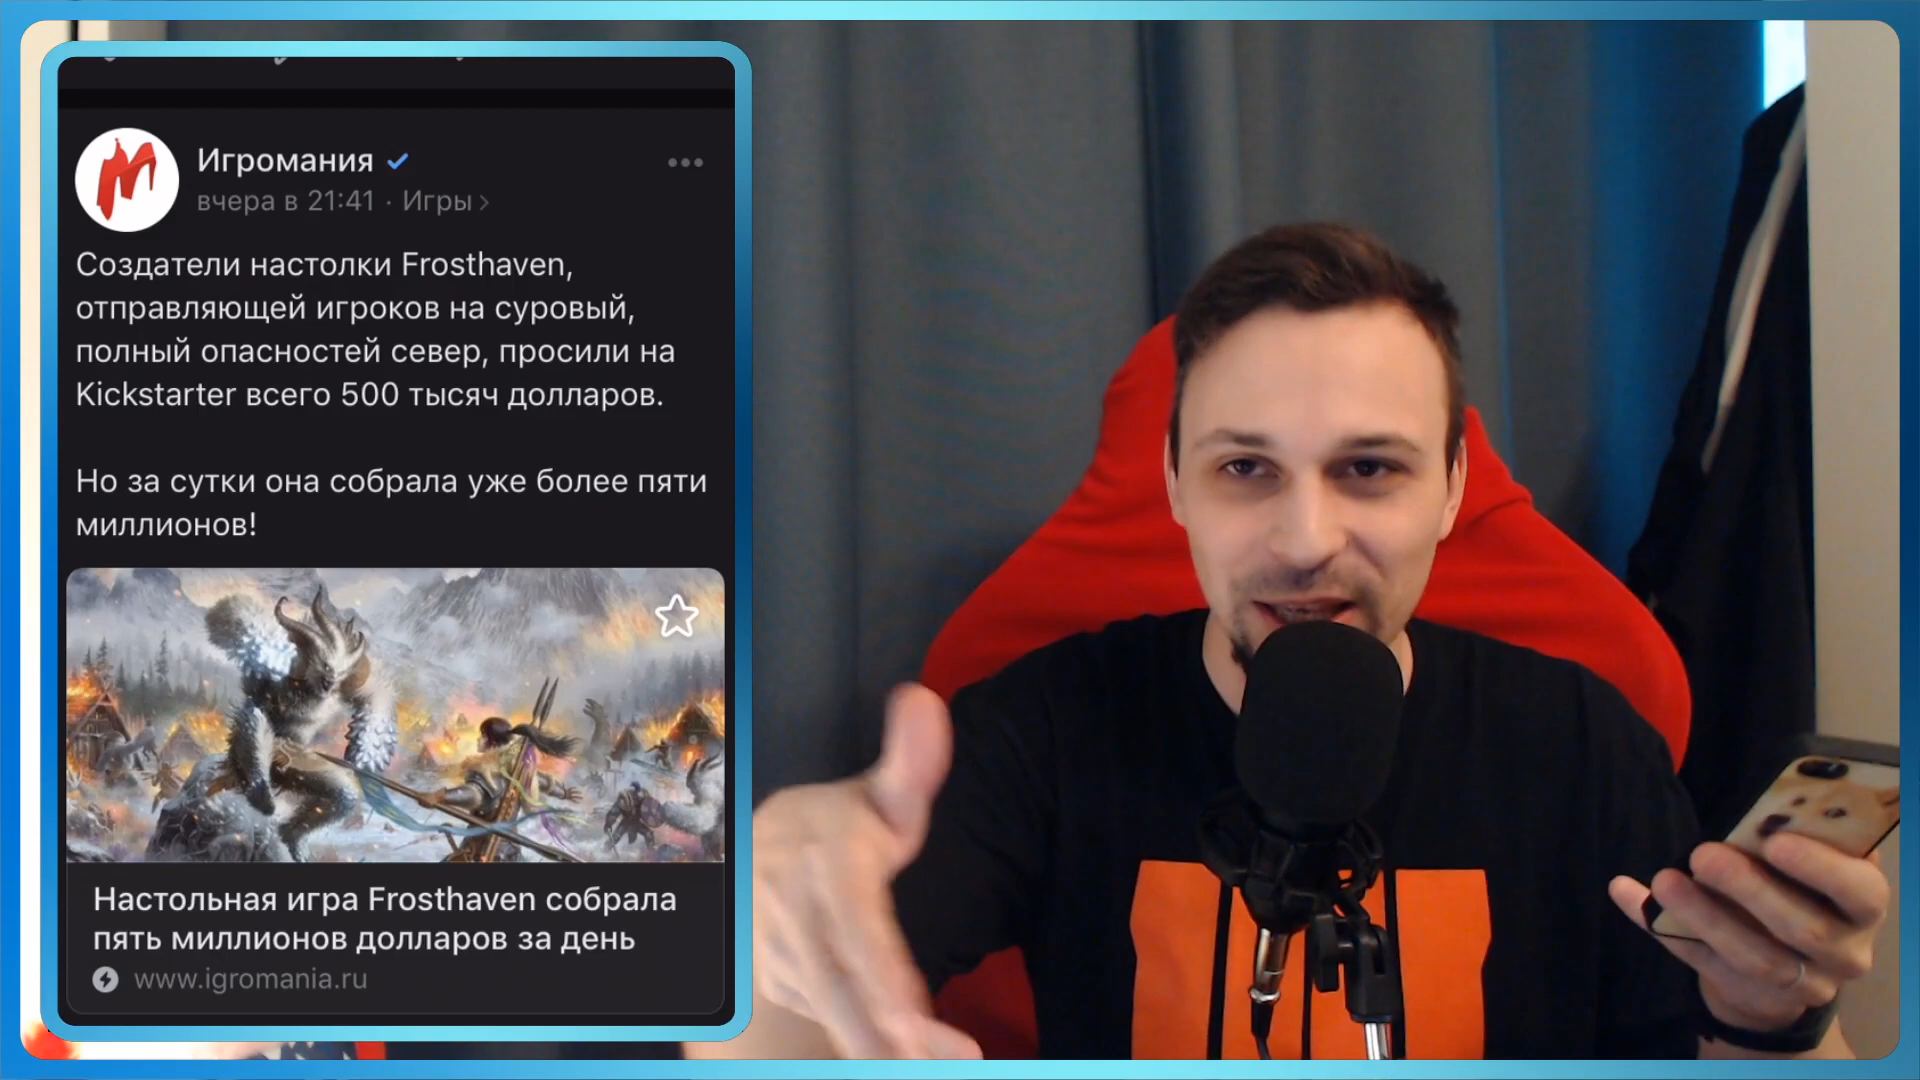 Игромания
вчера в 21:41 · Игры
Создатели настолки Frosthaven,
отправляющей игроков на суровый,
полный опасностей север, просили на
Kickstarter всего 500 тысяч долларов.
Но за сутки она собрала уже более пяти
миллионов!
Настольная игра Frosthaven собрала
пять миллионов долларов за день
www.igromania.ru